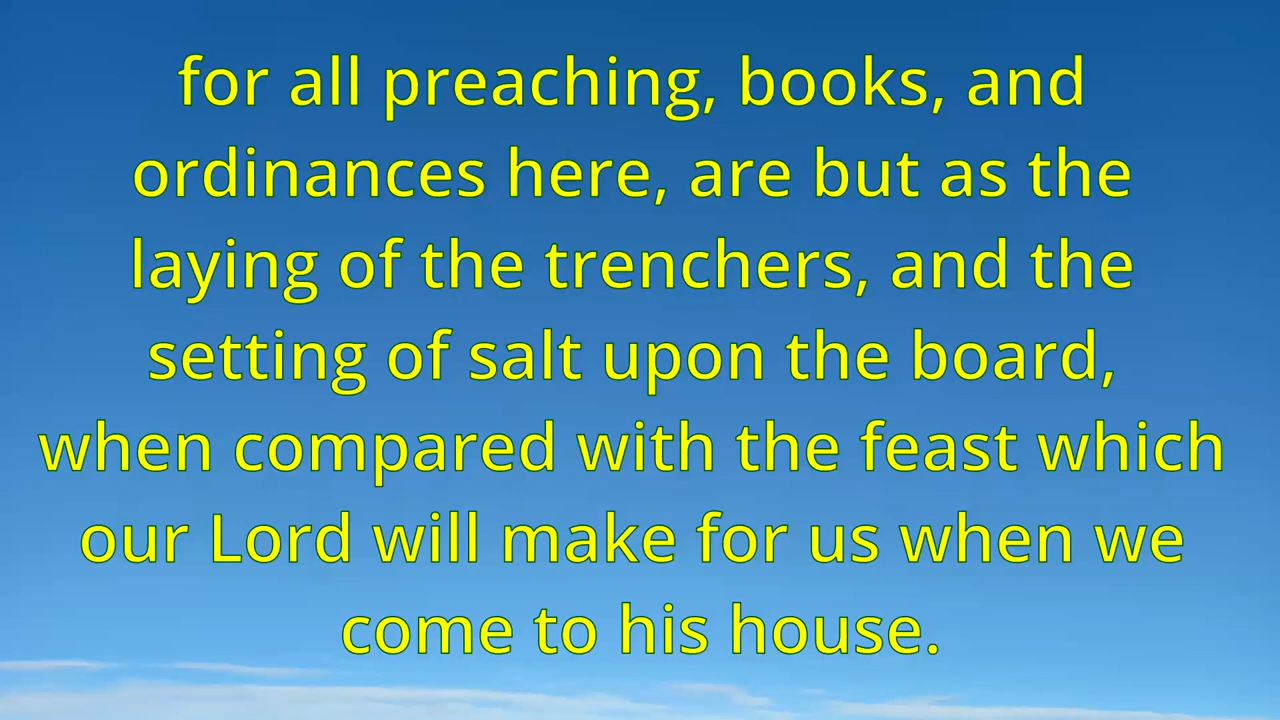 for all preaching, books, and
ordinances here, are but as the
laying of the trenchers, and the
setting of salt upon the board,
when compared with the feast which
our Lord will make for us when we
come to his house.